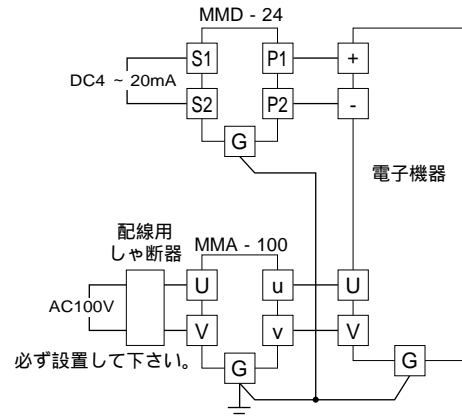 MMD - 24
S1
P1
+
DC4 ~ 20mA
S2
P2
-
G
電子機器
配線用
しゃ断器
MMA - 100
U
u
U
AC100V
V
v
V
必ず設置して下さい。
G
G